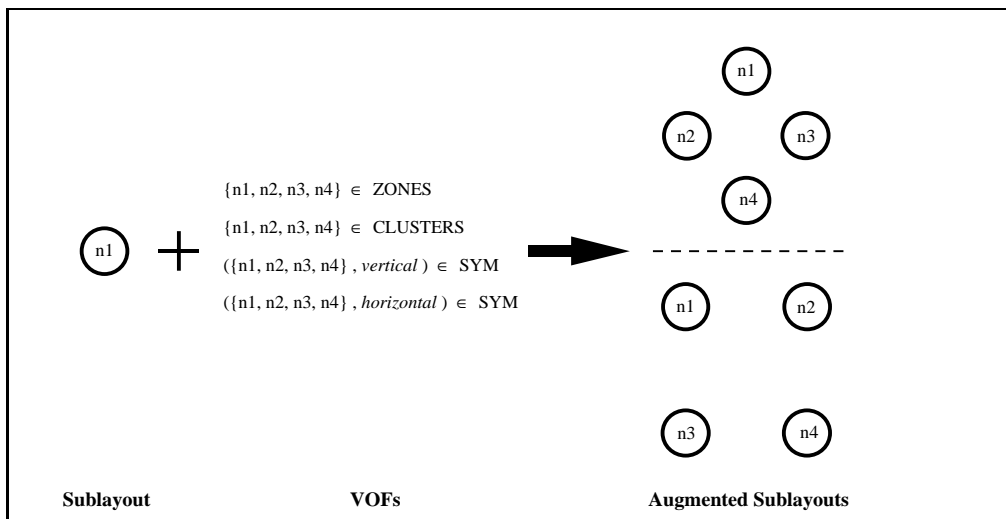 n1
n2 n3
n4
{n1, n2, n3, n4} ∈ ZONES
{n1, n2, n3, n4} ∈ CLUSTERS
({n1, n2, n3, n4} , vertical ) ∈ SYM
({n1, n2, n3, n4} , horizontal ) ∈ SYM
n1
n1 n2
n3 n4
Sublayout VOFs Augmented Sublayouts